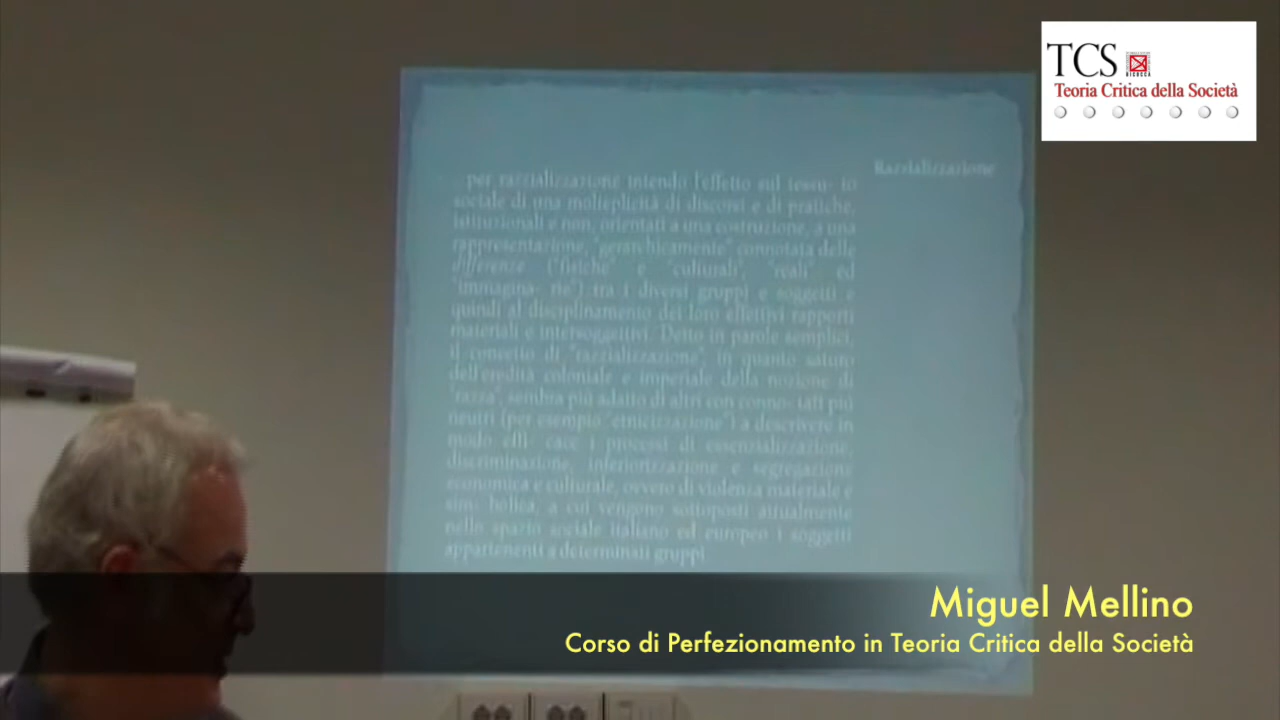 TCS
BICOCCA
Teoria Critica della Società
Razzializzazione
per razzializzazione intendo l'effetto sul tessu- to
sociale di una molteplicità di discorsi e di pratiche,
istituzionali e non, orientati a una costruzione, a una
rappresentazione, "gerarchicamente" connotata delle
differenze ("fisiche" e "culturali", "reali" ed
"immagina- rie") tra i diversi gruppi e soggetti e
quindi al disciplinamento dei loro effettivi rapporti
materiali e intersoggettivi. Detto in parole semplici,
il concetto di "razzializzazione", in quanto saturo
dell'eredità coloniale e imperiale della nozione di
"razza", sembra più adatto di altri con conno- tati più
neutri (per esempio "etnicizzazione") a descrivere in
modo effi- cace i processi di essenzializzazione,
discriminazione, inferiorizzazione e segregazione
economica e culturale, ovvero di violenza materiale e
sim- bolica, a cui vengono sottoposti attualmente
nello spazio sociale italiano ed europeo i soggetti
appartenenti a determinati gruppi
Miguel Mellino
Corso di Perfezionamento in Teoria Critica della Società